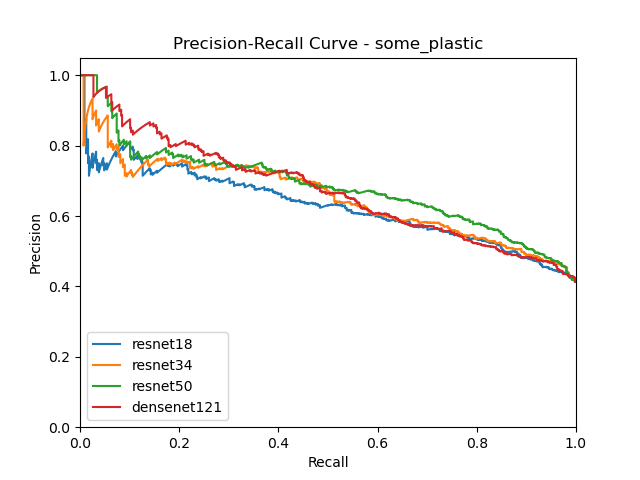 Precision-Recall Curve - some_plastic
1.0
0.8
0.6
0.4
0.2
0.0
Precision
resnet18
resnet34
resnet50
densenet121
0.0 0.2 0.4 0.6 0.8 1.0
Recall